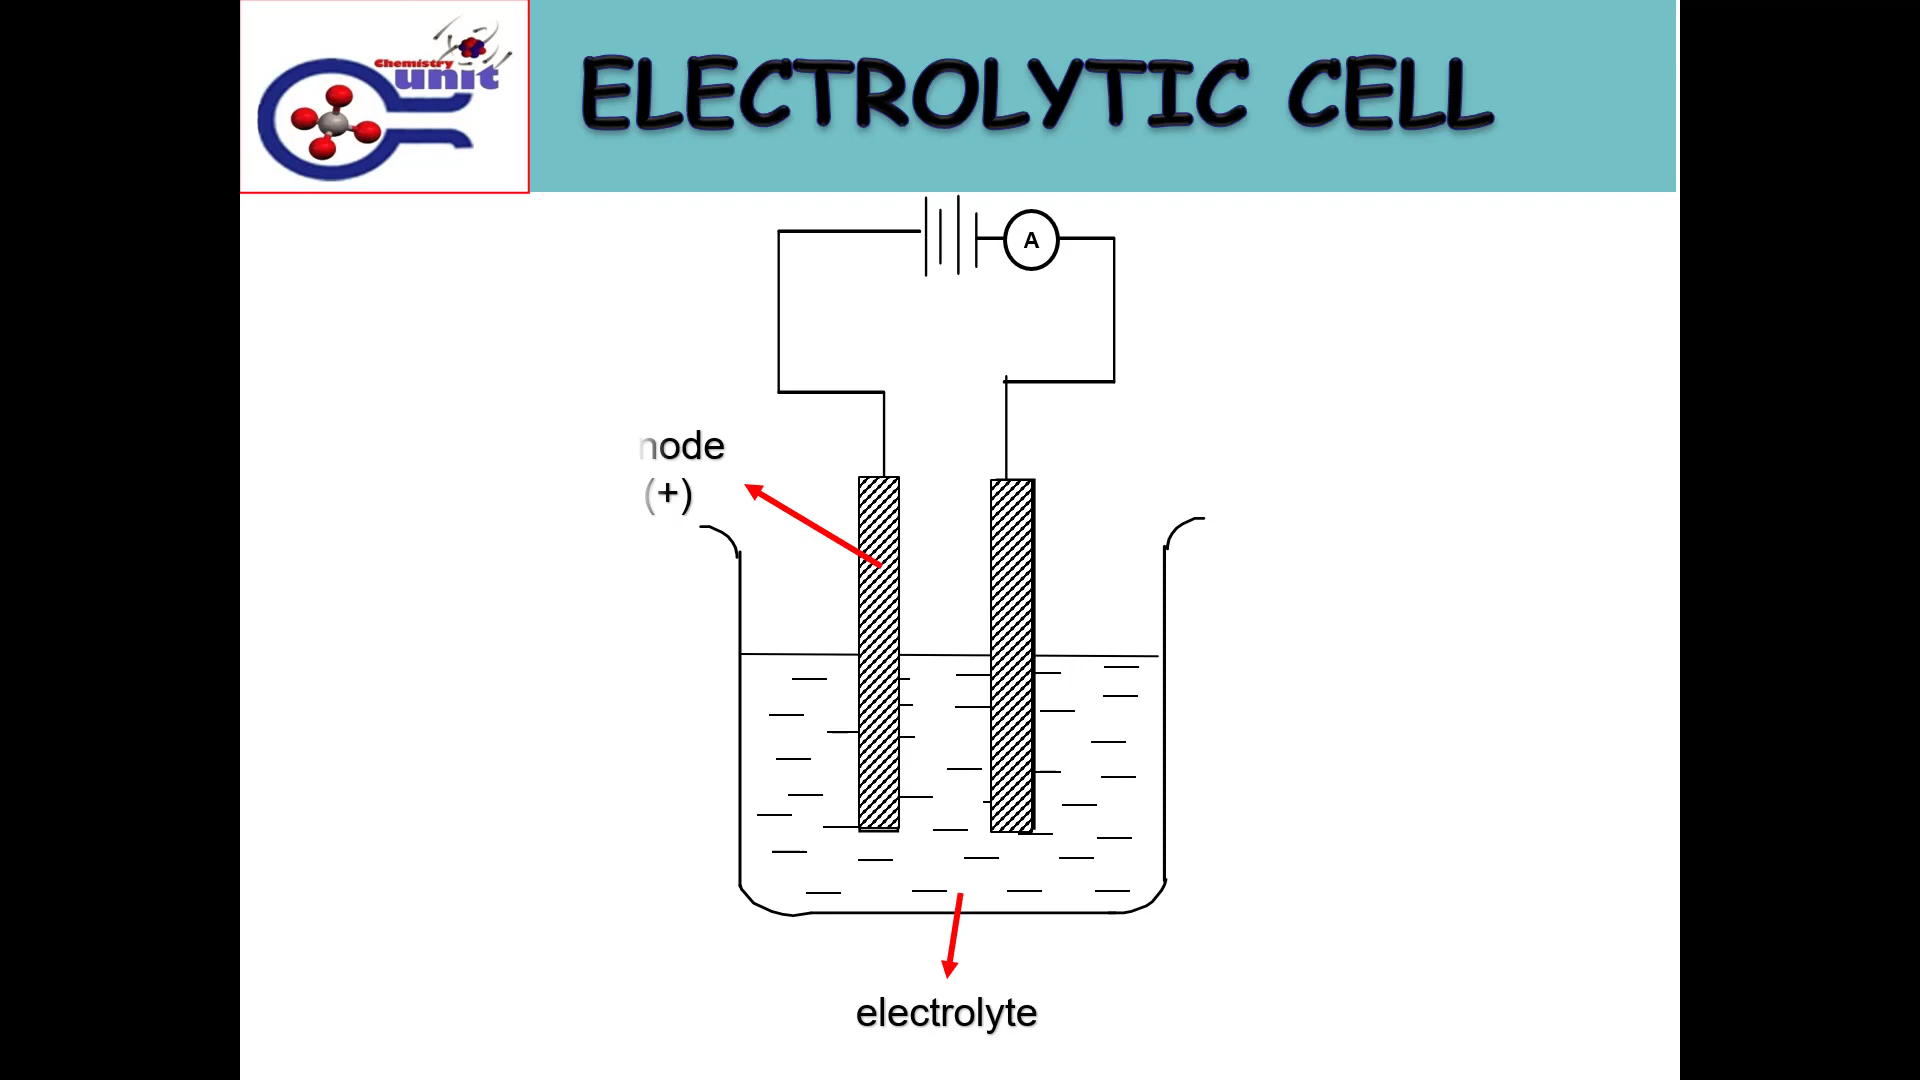 Chemistry
unit
ELECTROLYTIC CELL
A
node
(+)
electrolyte